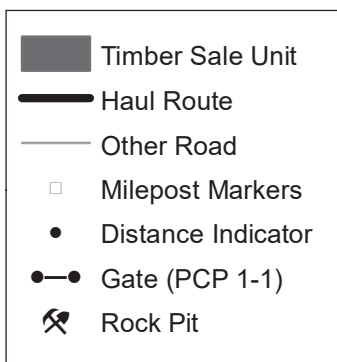 Timber Sale Unit
Haul Route
Other Road
Milepost Markers
Distance Indicator
Gate (PCP 1-1)
Rock Pit